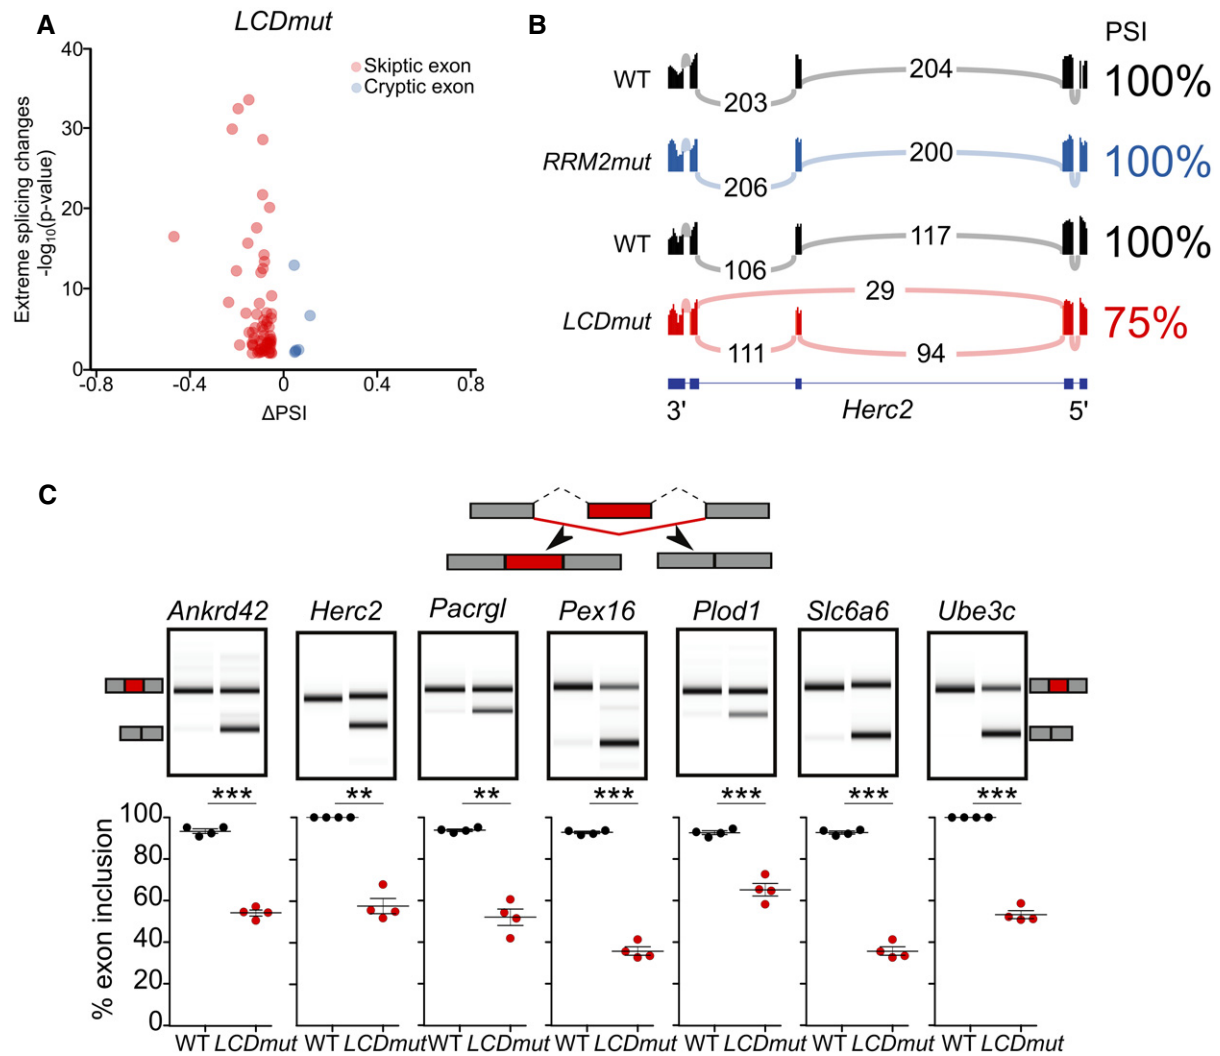 A
LCDmut
Extreme splicing changes
-log10(p-value)
40
30
20
10
0
-0.8
-0.4
0
0.4
0.8
ΔPSI
Skiptic exon
Cryptic exon
B
PSI
WT
203
204
100%
RRM2mut
206
200
100%
WT
106
117
100%
LCDmut
29
111
94
75%
3'
Herc2
5'
C
Ankrd42
Herc2
Pacrgl
Pex16
Plod1
Slc6a6
Ube3c
***
**
**
***
***
***
***
% exon inclusion
100
80
60
40
20
0
WT LCDmut
WT LCDmut
WT LCDmut
WT LCDmut
WT LCDmut
WT LCDmut
WT LCDmut